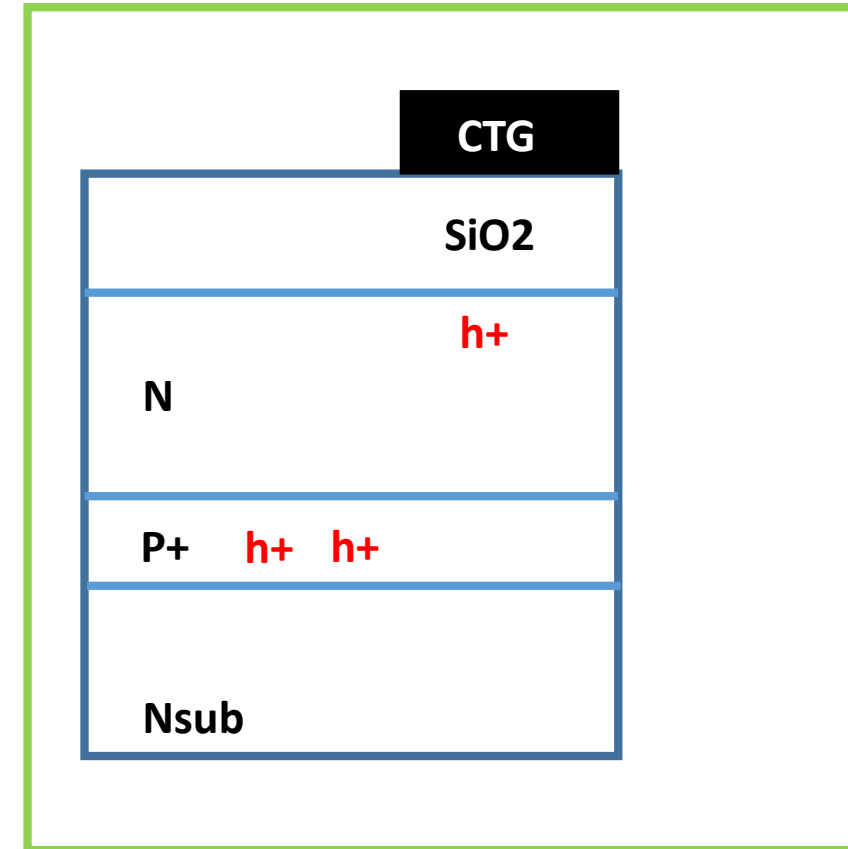 CTG
SiO2
h+
N
P+ h+ h+
Nsub